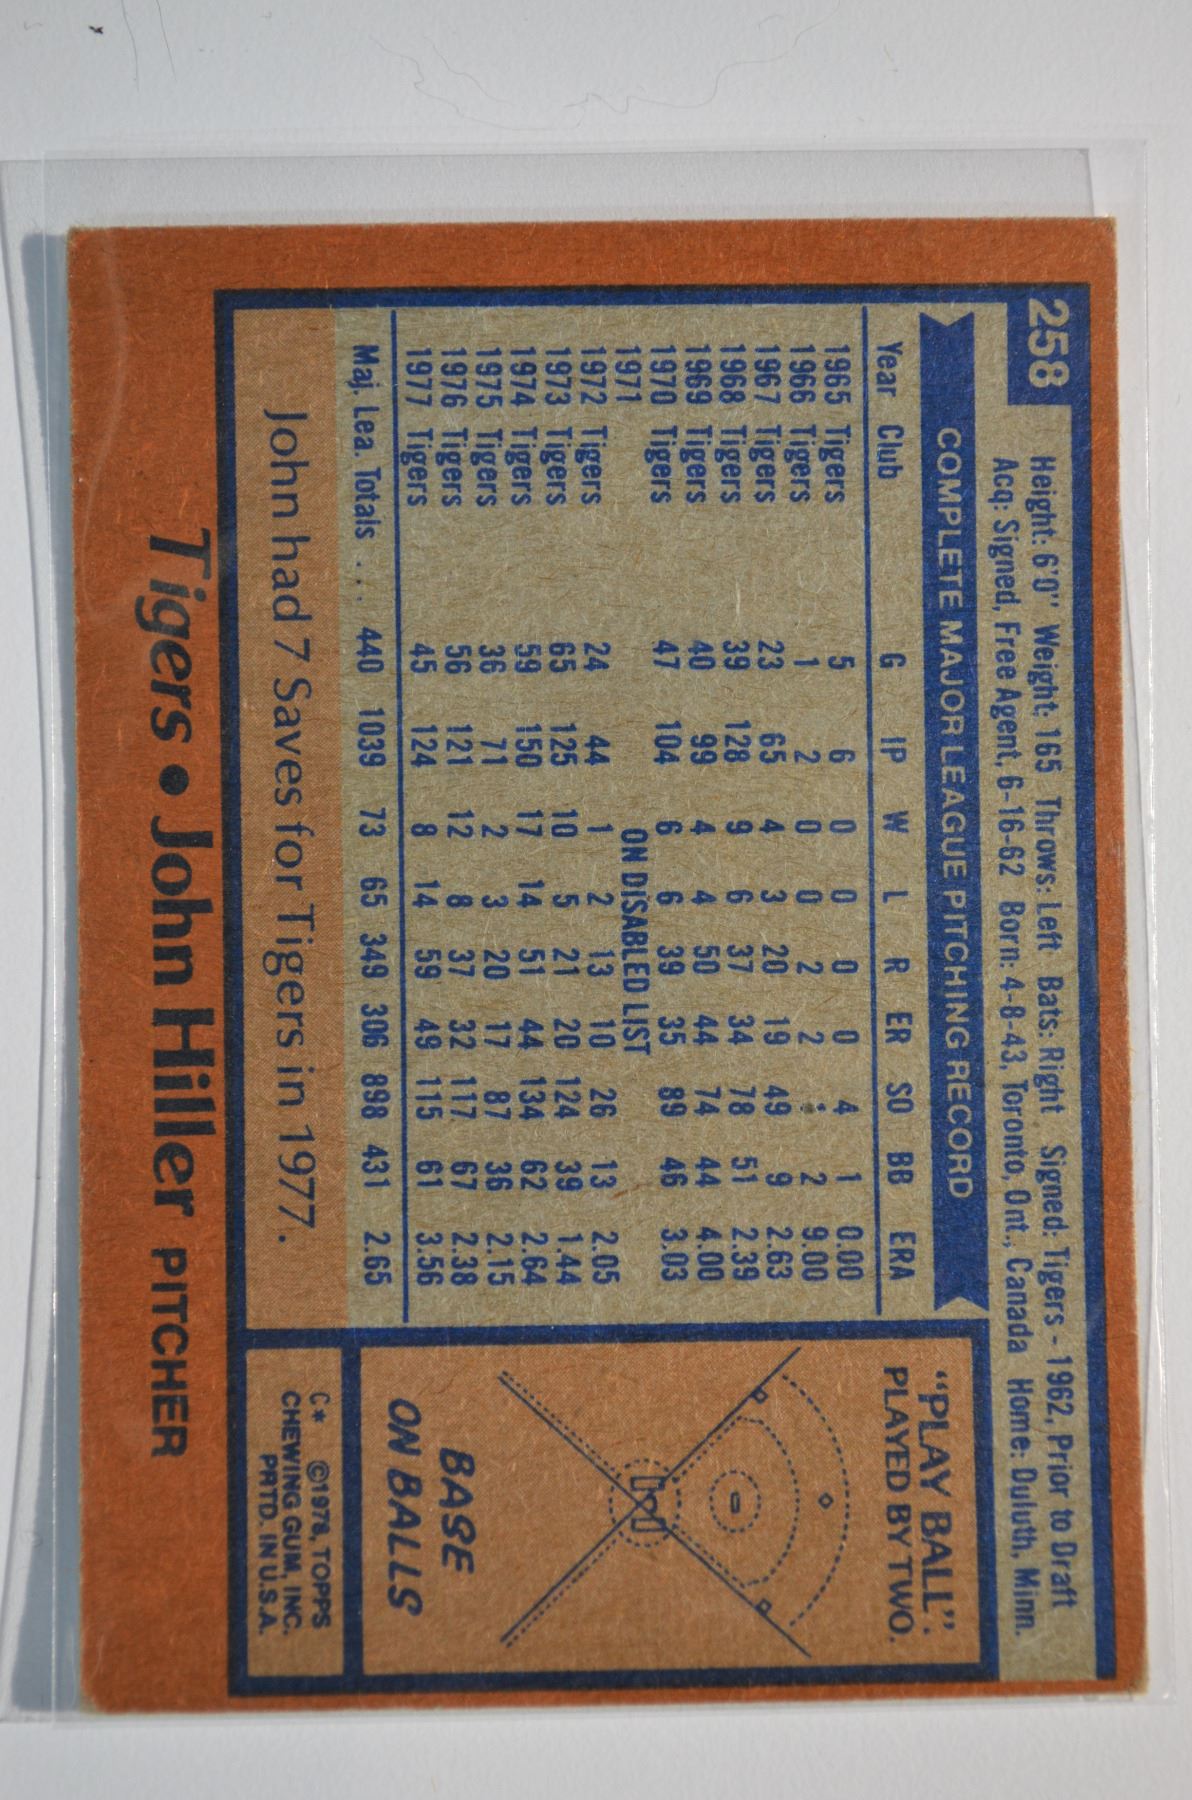 258
Height: 6'0" Weight: 165 Throws: Left Bats: Right Signed: Tigers - 1962, Prior to Draft
Acq: Signed, Free Agent, 6-16-62 Born: 4-8-43, Toronto, Ont., Canada Home: Duluth, Minn.
COMPLETE MAJOR LEAGUE PITCHING RECORD
Year Club G IP W L R ER SO BB ERA
1965 Tigers 5 6 0 0 0 0 4 1 0.00
1966 Tigers 1 2 0 0 2 2 2 9.00
1967 Tigers 23 65 4 3 20 19 49 9 2.63
1968 Tigers 39 128 9 6 37 34 78 51 2.39
1969 Tigers 40 99 4 4 50 44 74 44 4.00
1970 Tigers 47 104 6 6 39 35 89 46 3.03
1971 ON DISABLED LIST
1972 Tigers 24 44 1 2 13 10 26 13 2.05
1973 Tigers 65 125 10 5 21 20 124 39 1.44
1974 Tigers 59 150 17 14 51 44 134 62 2.64
1975 Tigers 36 71 2 3 20 17 87 36 2.15
1976 Tigers 56 121 12 8 37 32 117 67 2.38
1977 Tigers 45 124 8 14 59 49 115 61 3.56
Maj. Lea. Totals . . . 440 1039 73 65 349 306 898 431 2.65
John had 7 Saves for Tigers in 1977.
"PLAY BALL":
PLAYED BY TWO.
BASE
ON BALLS
C* ©1978, TOPPS
CHEWING GUM, INC.
PRTD. IN U.S.A.
Tigers • John Hiller PITCHER